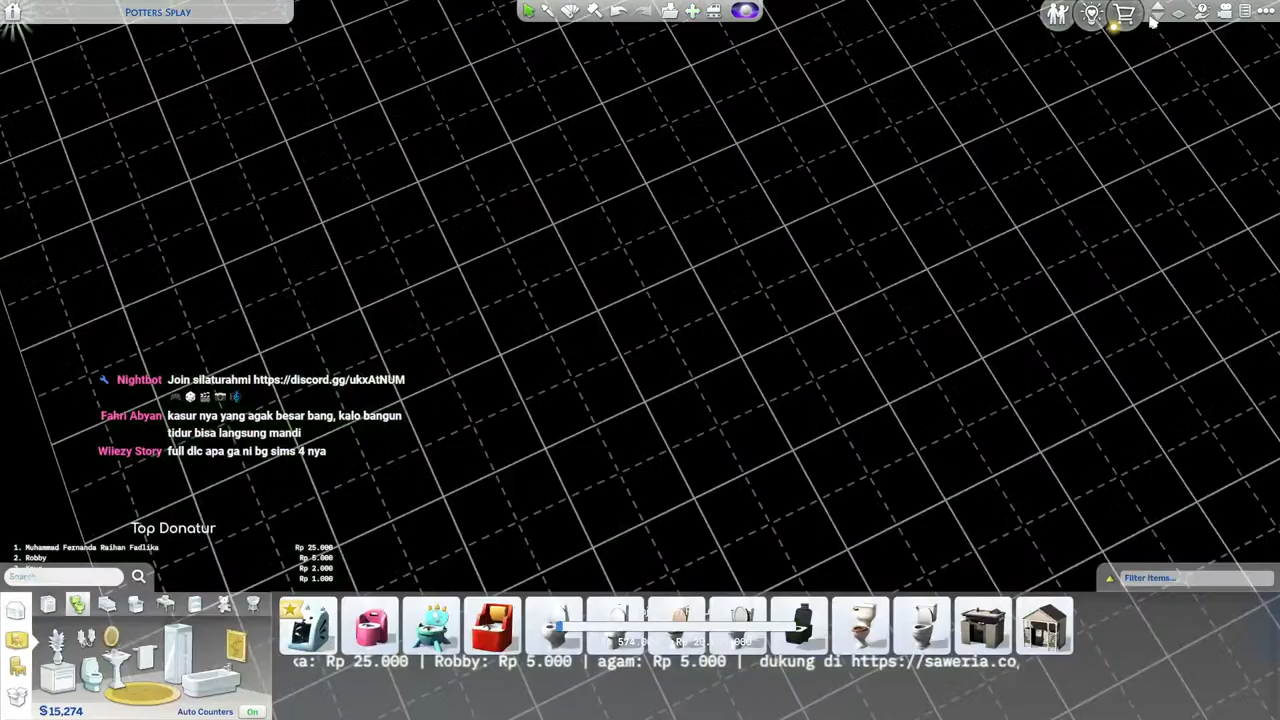 Potters Splay
Nightbot Join silaturahmi https://discord.gg/ukxAtNUM
Fahri Abyan kasur nya yang agak besar bang, kalo bangun
tidur bisa langsung mandi
Wiiezy Story full dlc apa ga ni bg sims 4 nya
Top Donatur
1. Muhammad Fernanda Raihan Fadlika Rp 25.000
2. Robby Rp 5.000
Rp 2.000
Rp 1.000
Search...
Filter Items...
ka: Rp 25.000 | Robby: Rp 5.000 | agam: Rp 5.000 | dukung di https://saweria.co,
§15,274
Auto Counters On